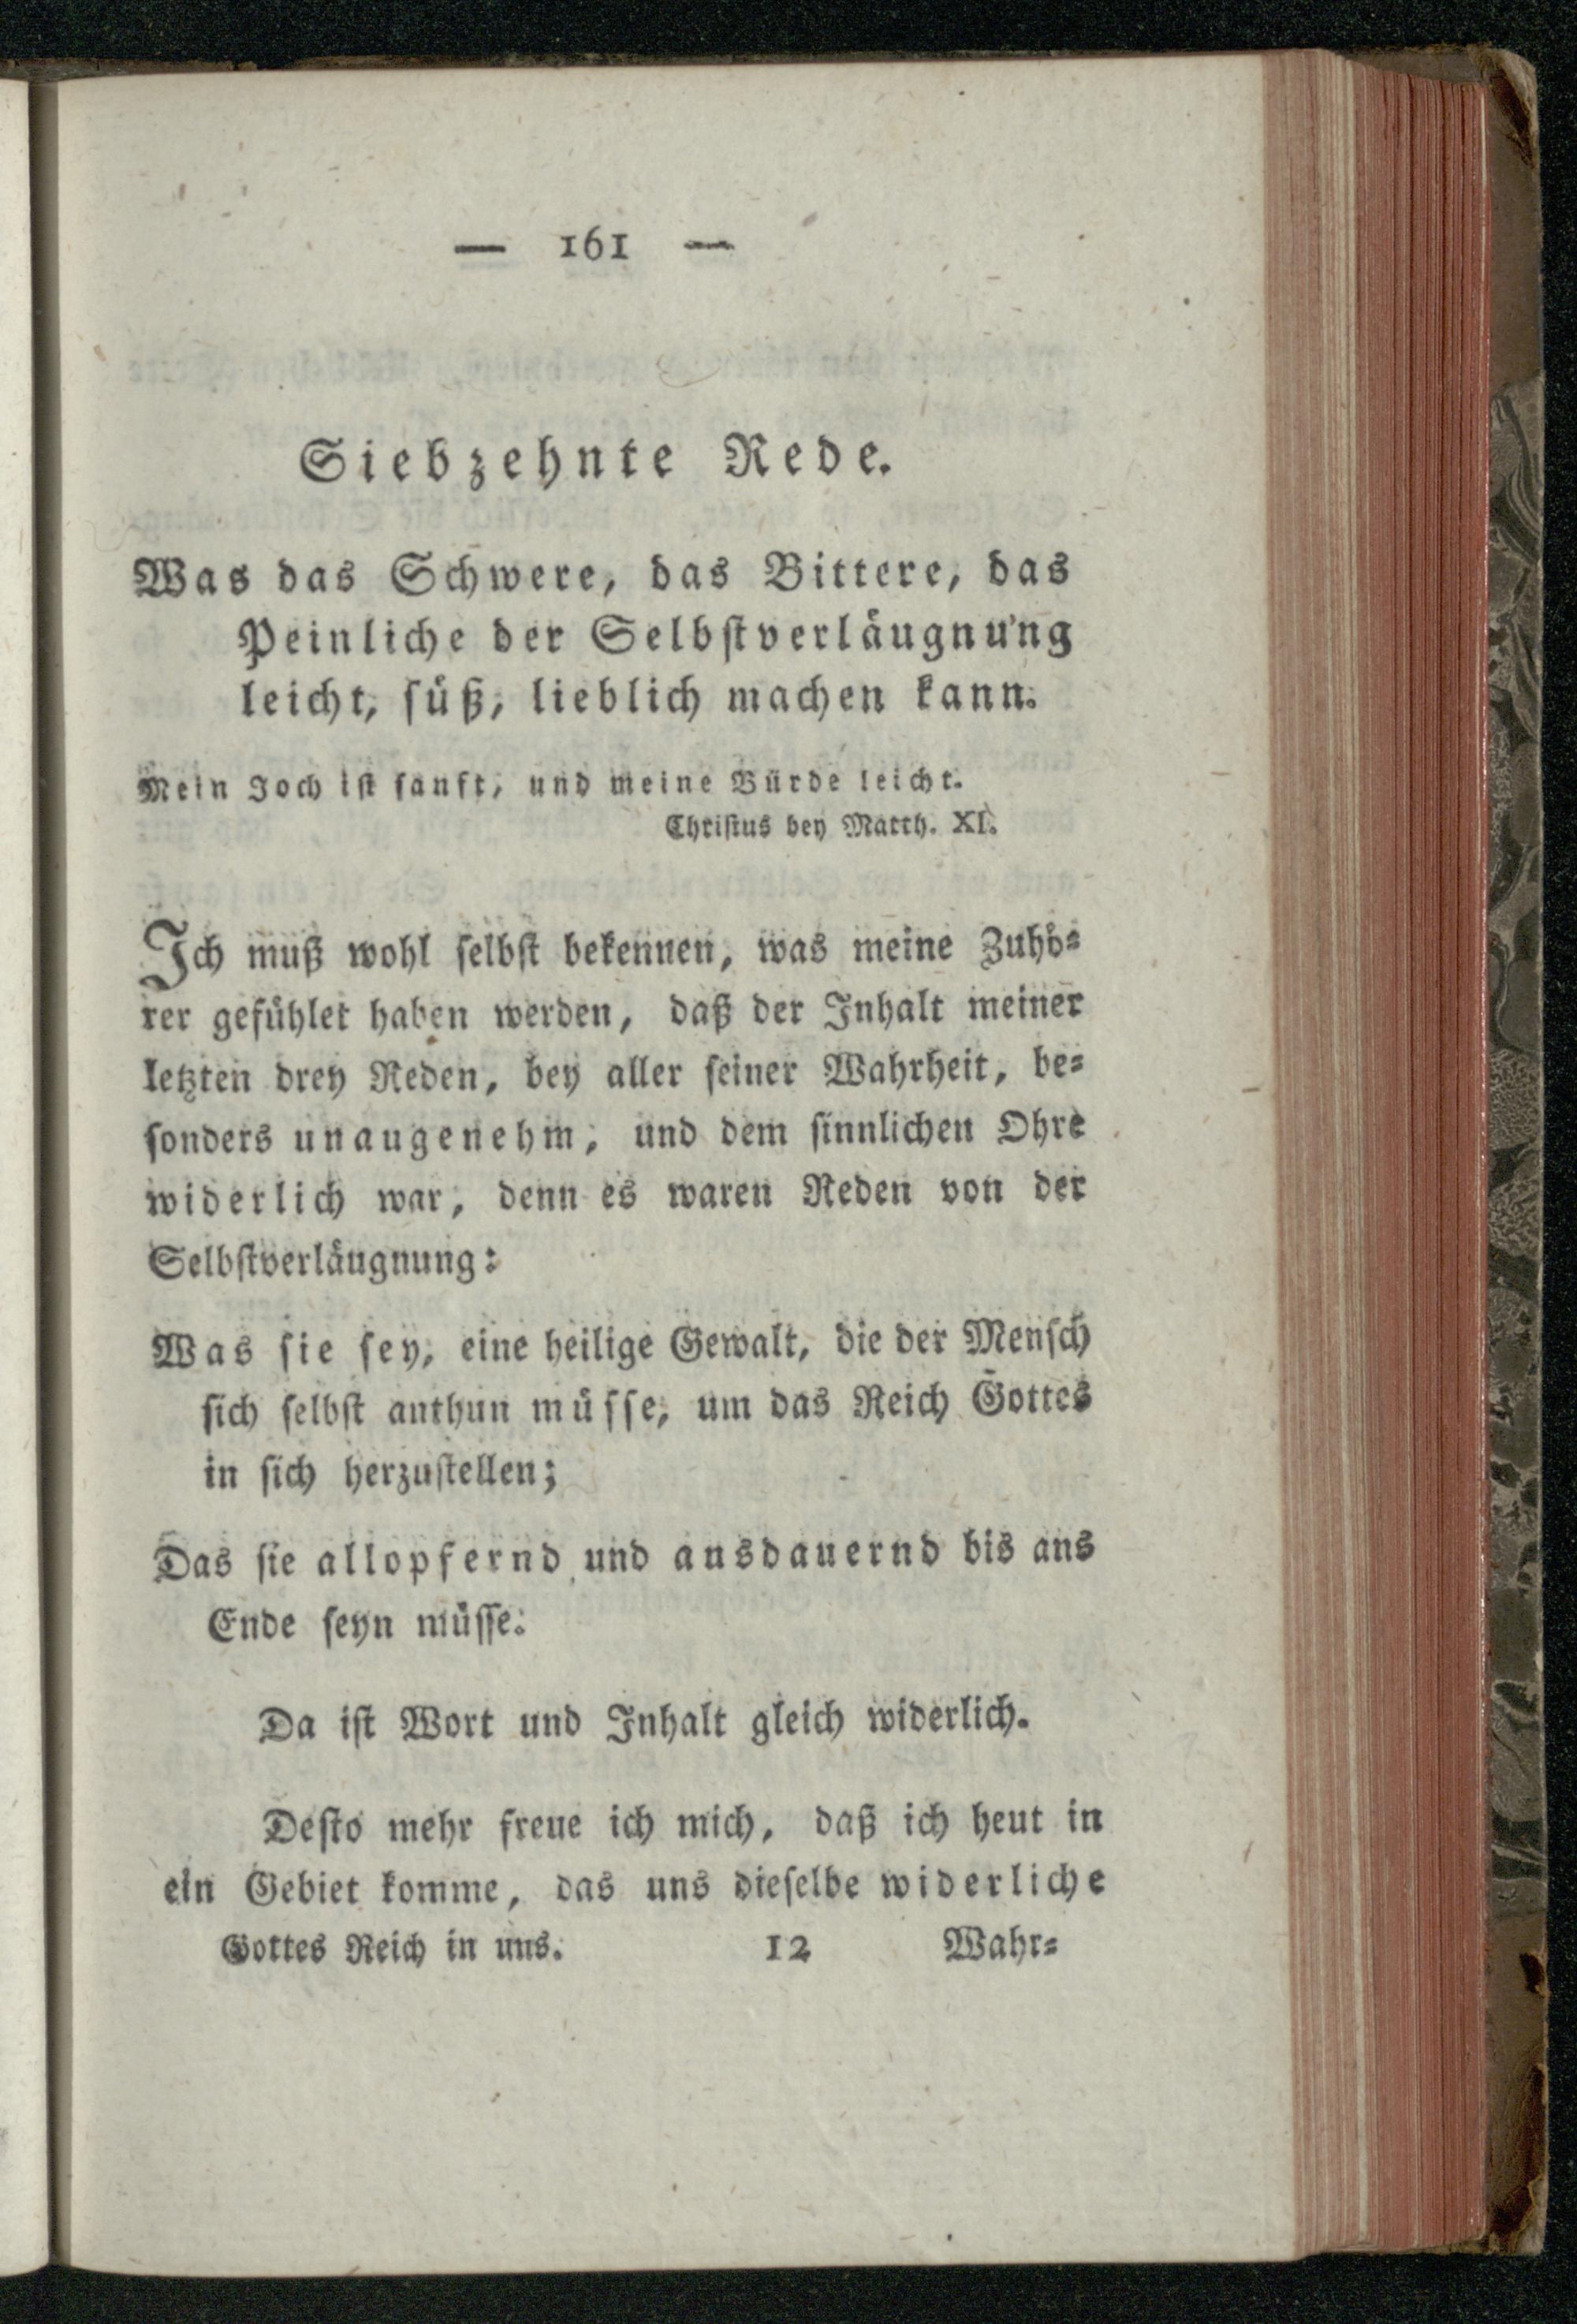 — 161 —
Siebzehnte Rede.
Was das Schwere, das Bittere, das
Peinliche der Selbſtverläugnung
leicht, ſüß, lieblich machen kann.
Mein Joch iſt ſanft, und meine Bürde leicht.
Chriſtus bey Matth. XI.
Ich muß wohl ſelbſt bekennen, was meine Zuhö-
rer gefühlet haben werden, daß der Inhalt meiner
letzten drey Reden, bey aller ſeiner Wahrheit, be-
ſonders unaugenehm, und dem ſinnlichen Ohre
widerlich war, denn es waren Reden von der
Selbſtverläugnung:
Was ſie ſey, eine heilige Gewalt, die der Menſch
ſich ſelbſt anthun müſſe, um das Reich Gottes
in ſich herzuſtellen;
Das ſie allopfernd und ausdauernd bis ans
Ende ſeyn müſſe.
Da iſt Wort und Inhalt gleich widerlich.
Deſto mehr freue ich mich, daß ich heut in
ein Gebiet komme, das uns dieſelbe widerliche
Gottes Reich in uns. 12 Wahr-